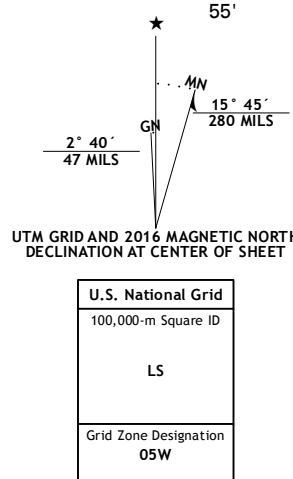 55'
★
MN
GN
15° 45´
280 MILS
2° 40´
47 MILS
UTM GRID AND 2016 MAGNETIC NORTH
DECLINATION AT CENTER OF SHEET
U.S. National Grid
100,000-m Square ID
LS
Grid Zone Designation
05W